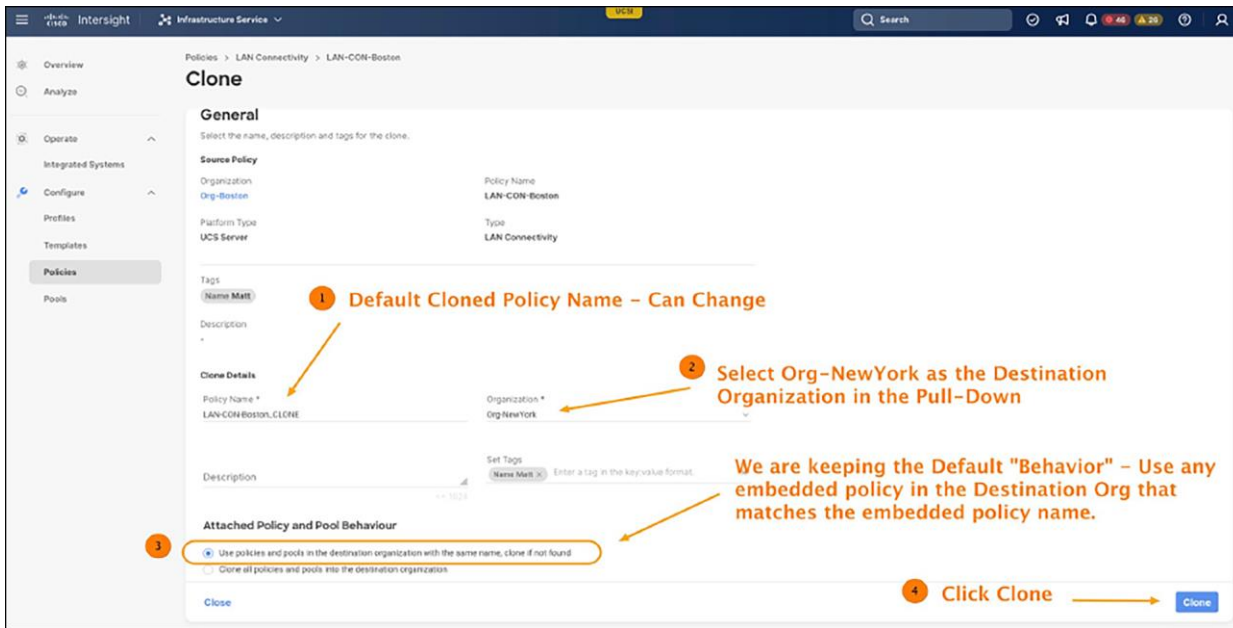 cisco Intersight
Infrastructure Service
UCSI
Search
46
26
Overview
Analyze
Operate
Integrated Systems
Configure
Profiles
Templates
Policies
Pools
Policies > LAN Connectivity > LAN-CON-Boston
Clone
General
Select the name, description and tags for the clone.
Source Policy
Organization
Policy Name
Org-Boston
LAN-CON-Boston
Platform Type
Type
UCS Server
LAN Connectivity
Tags
Name Matt
1 Default Cloned Policy Name – Can Change
Description
-
2 Select Org-NewYork as the Destination
Organization in the Pull-Down
Clone Details
Policy Name *
Organization *
LAN-CON-Boston_CLONE
Org-NewYork
Set Tags
Name Matt × Enter a tag in the key:value format.
Description
<= 1024
We are keeping the Default "Behavior" – Use any
embedded policy in the Destination Org that
matches the embedded policy name.
Attached Policy and Pool Behaviour
3
Use policies and pools in the destination organization with the same name, clone if not found
Clone all policies and pools into the destination organization
4 Click Clone
Close
Clone